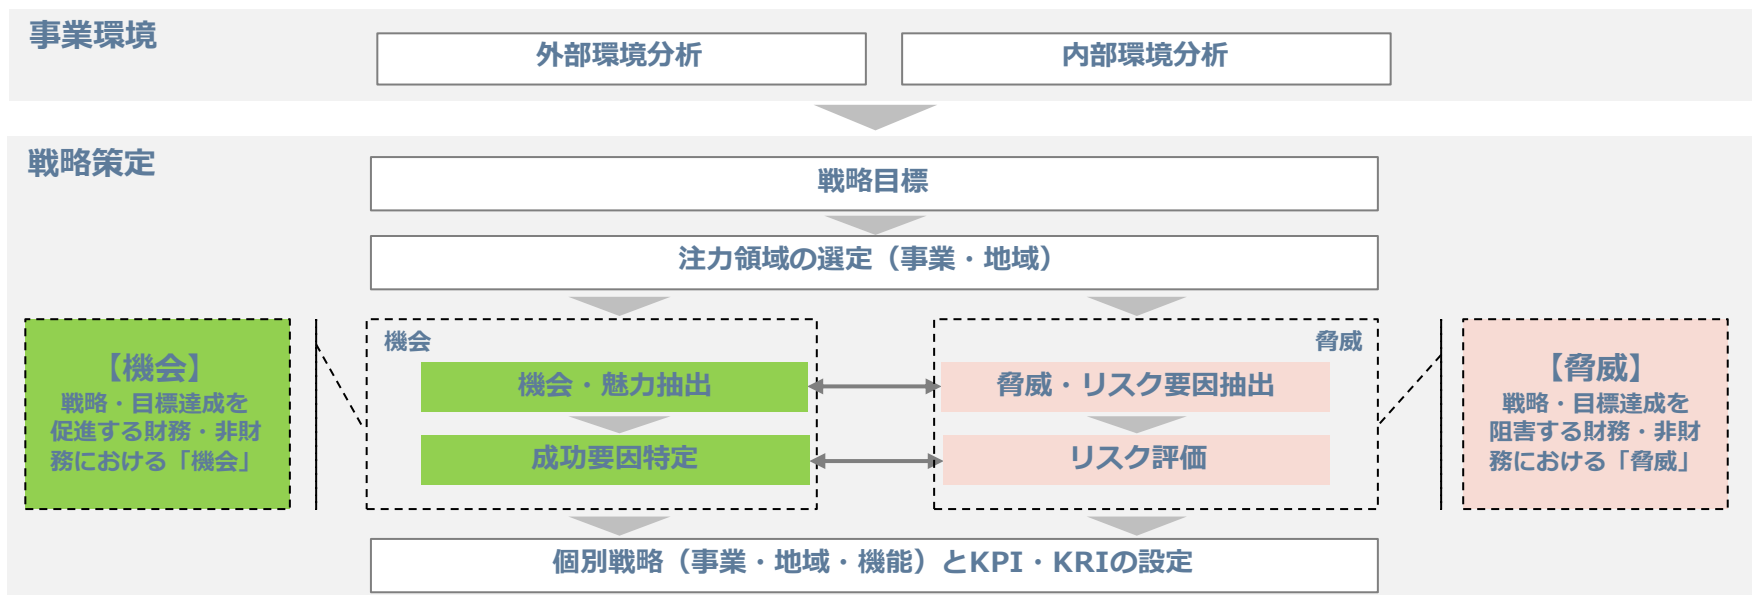 事業環境
外部環境分析
内部環境分析
戦略策定
戦略目標
注力領域の選定（事業・地域）
【機会】
戦略・目標達成を
促進する財務・非財
務における「機会」
機会
機会・魅力抽出
成功要因特定
脅威
脅威・リスク要因抽出
リスク評価
【脅威】
戦略・目標達成を
阻害する財務・非財
務における「脅威」
個別戦略（事業・地域・機能）とKPI・KRIの設定